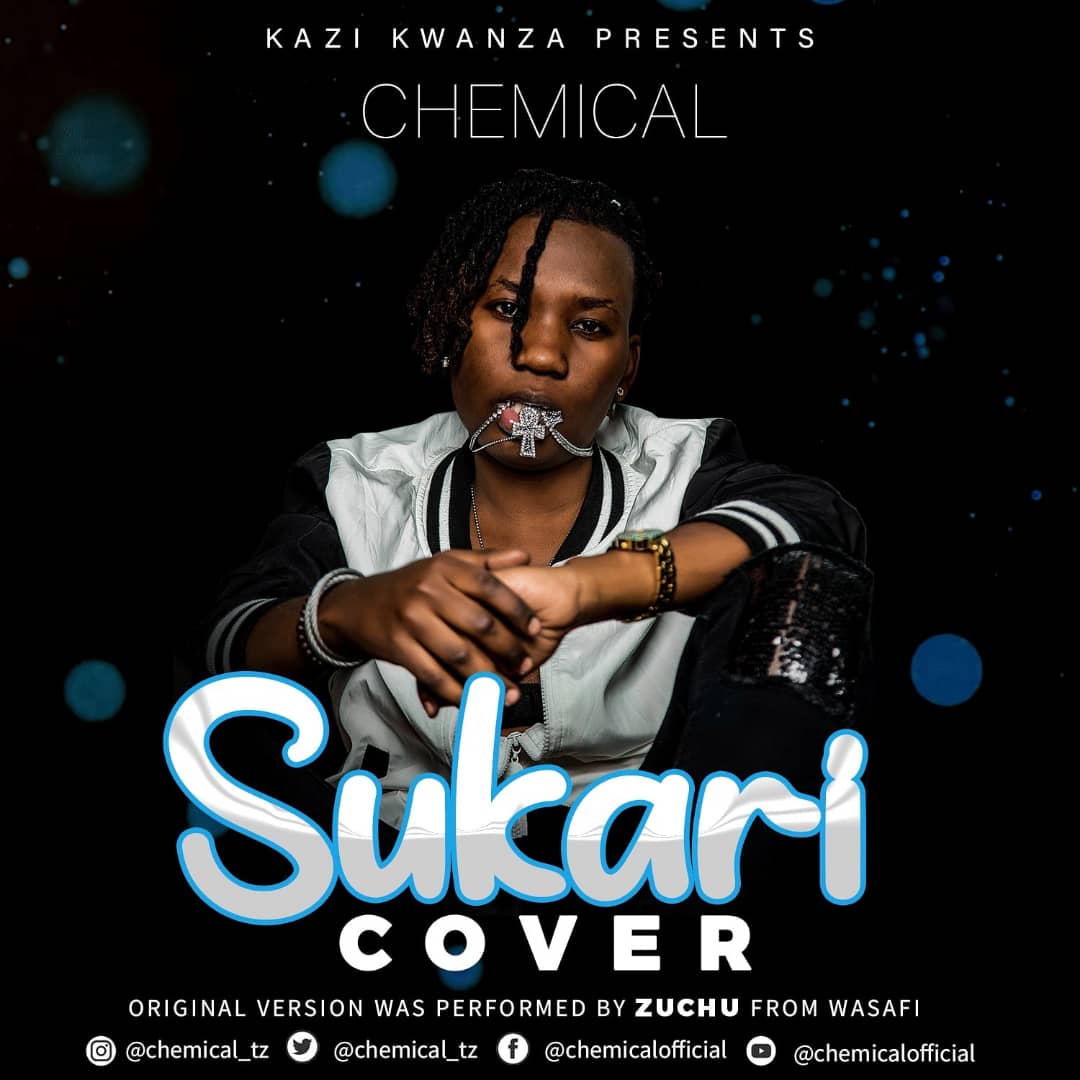 KAZI KWANZA PRESENTS
CHEMICAL
Sukari
COVER
ORIGINAL VERSION WAS PERFORMED BY ZUCHU FROM WASAFI
@chemical_tz @chemical_tz @chemicalofficial @chemicalofficial